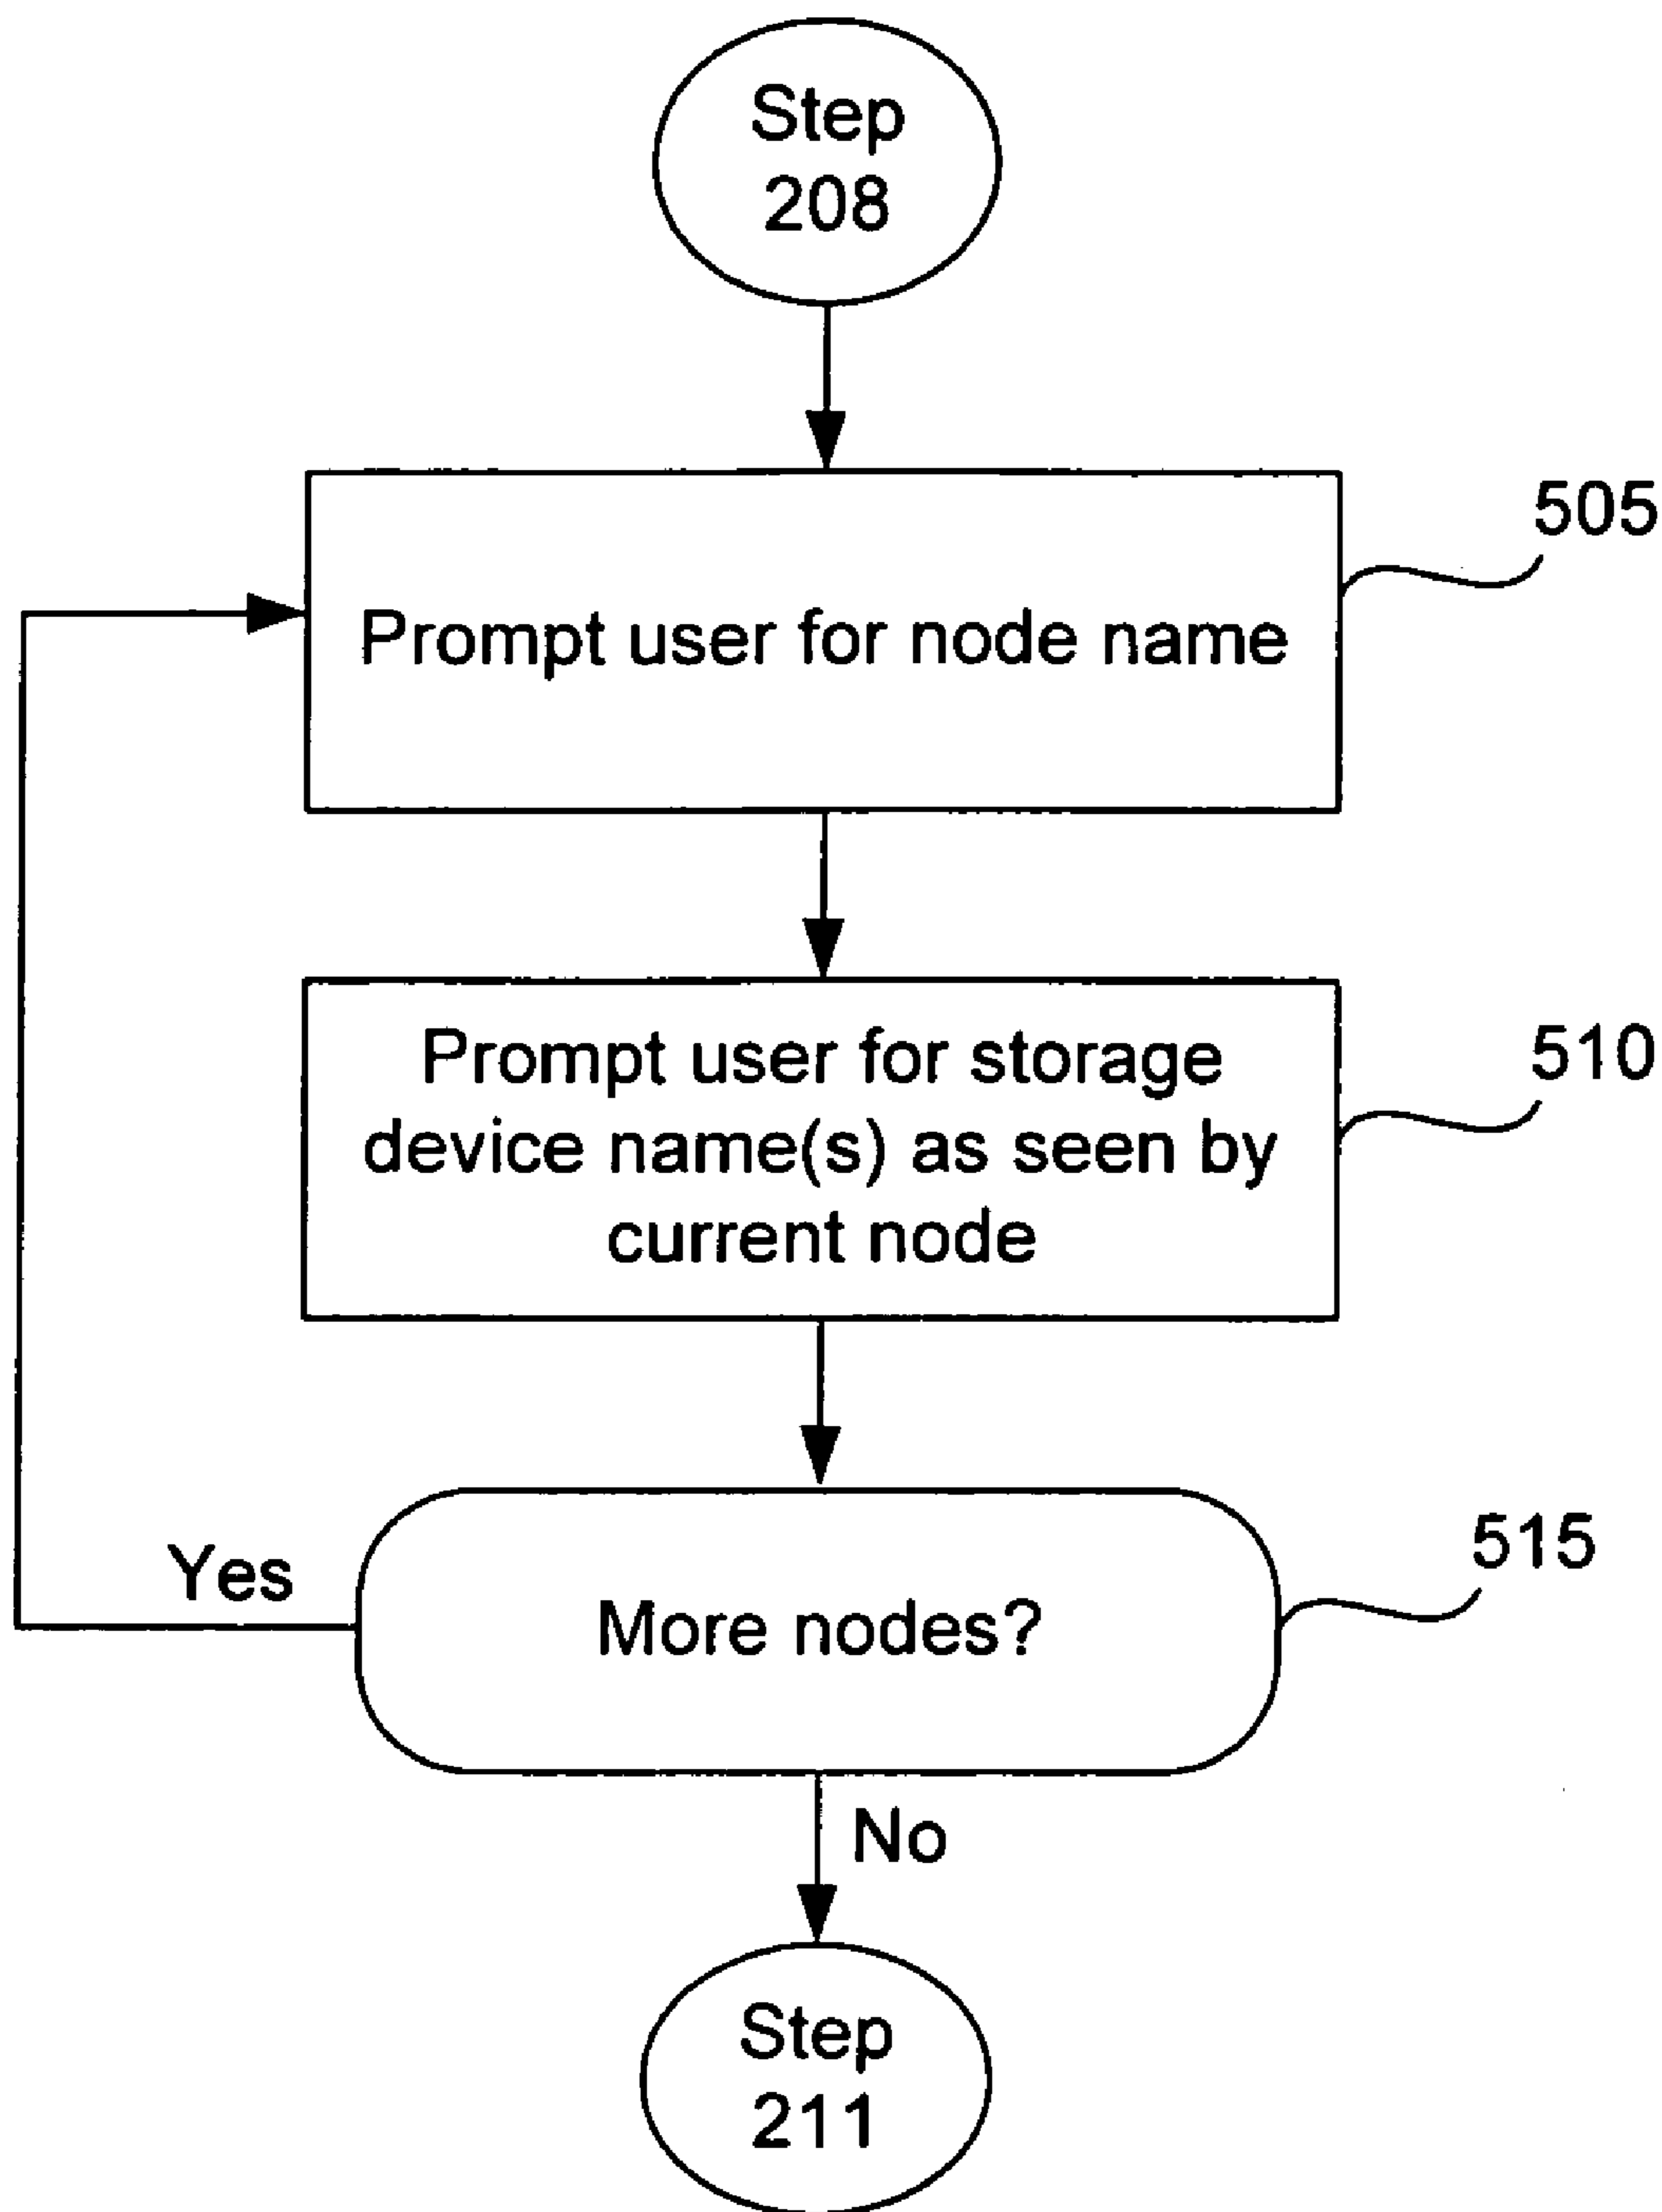 Step
208
505
Prompt user for node name
510
Prompt user for storage
device name(s) as seen by
current node
515
Yes
More nodes?
No
Step
211